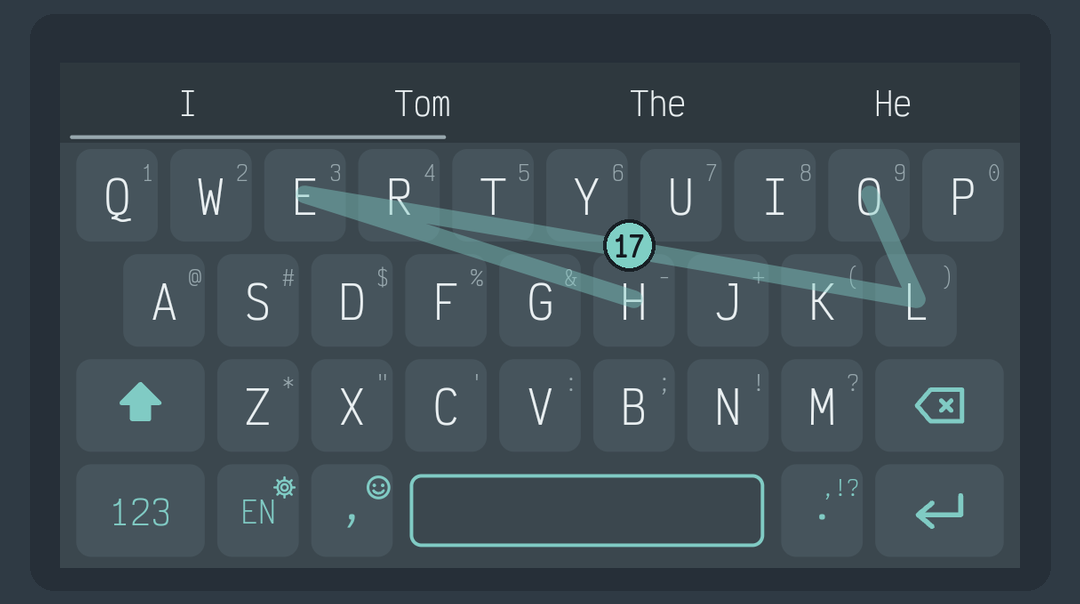 I Tom The He
Q 1 W 2 E 3 R 4 T 5 Y 6 U 7 I 8 O 9 P 0
A @ S # D $ F % G & H - J + K ( L )
17
Z * X " C ' V : B ; N ! M ?
123 EN , . ,!?